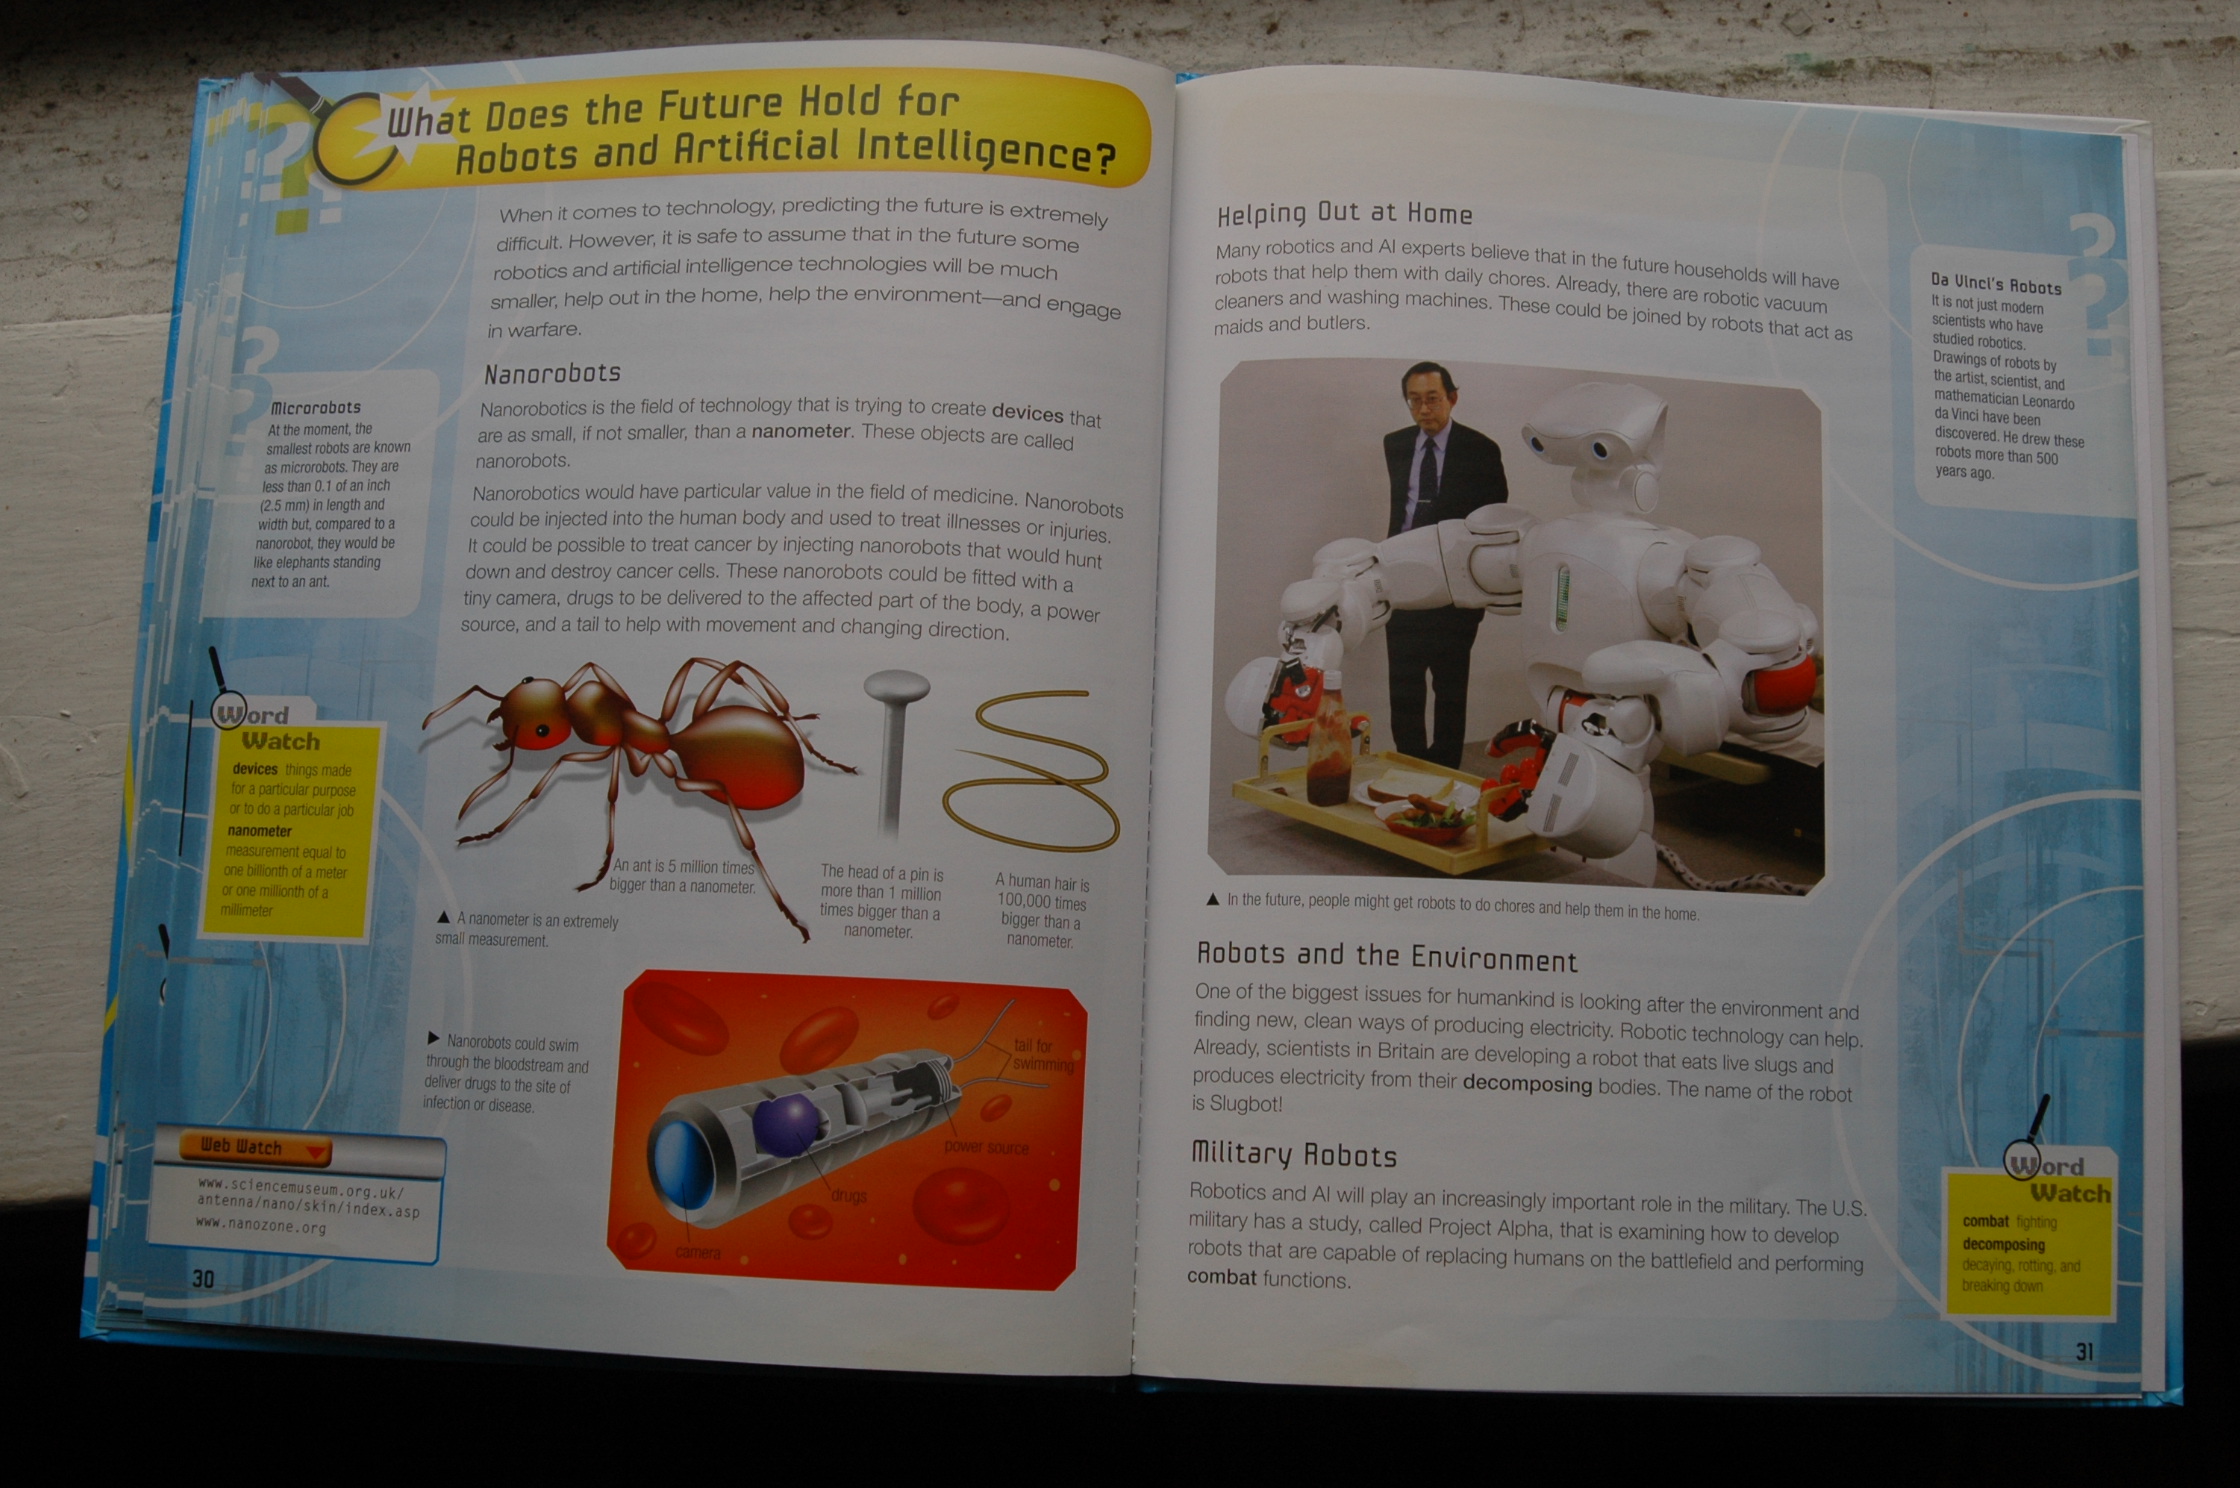 What Does the Future Hold for
Robots and Artificial Intelligence?
When it comes to technology, predicting the future is extremely
difficult. However, it is safe to assume that in the future some
robotics and artificial intelligence technologies will be much
smaller, help out in the home, help the environment—and engage
in warfare.
Nanorobots
Nanorobotics is the field of technology that is trying to create devices that
are as small, if not smaller, than a nanometer. These objects are called
nanorobots.
Nanorobotics would have particular value in the field of medicine. Nanorobots
could be injected into the human body and used to treat illnesses or injuries.
It could be possible to treat cancer by injecting nanorobots that would hunt
down and destroy cancer cells. These nanorobots could be fitted with a
tiny camera, drugs to be delivered to the affected part of the body, a power
source, and a tail to help with movement and changing direction.
Microrobots
At the moment, the
smallest robots are known
as microrobots. They are
less than 0.1 of an inch
(2.5 mm) in length and
width but, compared to a
nanorobot, they would be
like elephants standing
next to an ant.
Word
Watch
devices things made
for a particular purpose
or to do a particular job
nanometer
measurement equal to
one billionth of a meter
or one millionth of a
millimeter
An ant is 5 million times
bigger than a nanometer.
The head of a pin is
more than 1 million
times bigger than a
nanometer.
A human hair is
100,000 times
bigger than a
nanometer.
▲ A nanometer is an extremely
small measurement.
▶ Nanorobots could swim
through the bloodstream and
deliver drugs to the site of
infection or disease.
tail for
swimming
power source
drugs
camera
Web Watch
www.sciencemuseum.org.uk/
antenna/nano/skin/index.asp
www.nanozone.org
30
Helping Out at Home
Many robotics and AI experts believe that in the future households will have
robots that help them with daily chores. Already, there are robotic vacuum
cleaners and washing machines. These could be joined by robots that act as
maids and butlers.
▲ In the future, people might get robots to do chores and help them in the home.
Robots and the Environment
One of the biggest issues for humankind is looking after the environment and
finding new, clean ways of producing electricity. Robotic technology can help.
Already, scientists in Britain are developing a robot that eats live slugs and
produces electricity from their decomposing bodies. The name of the robot
is Slugbot!
Military Robots
Robotics and AI will play an increasingly important role in the military. The U.S.
military has a study, called Project Alpha, that is examining how to develop
robots that are capable of replacing humans on the battlefield and performing
combat functions.
Da Vinci's Robots
It is not just modern
scientists who have
studied robotics.
Drawings of robots by
the artist, scientist, and
mathematician Leonardo
da Vinci have been
discovered. He drew these
robots more than 500
years ago.
Word
Watch
combat fighting
decomposing
decaying, rotting, and
breaking down
31